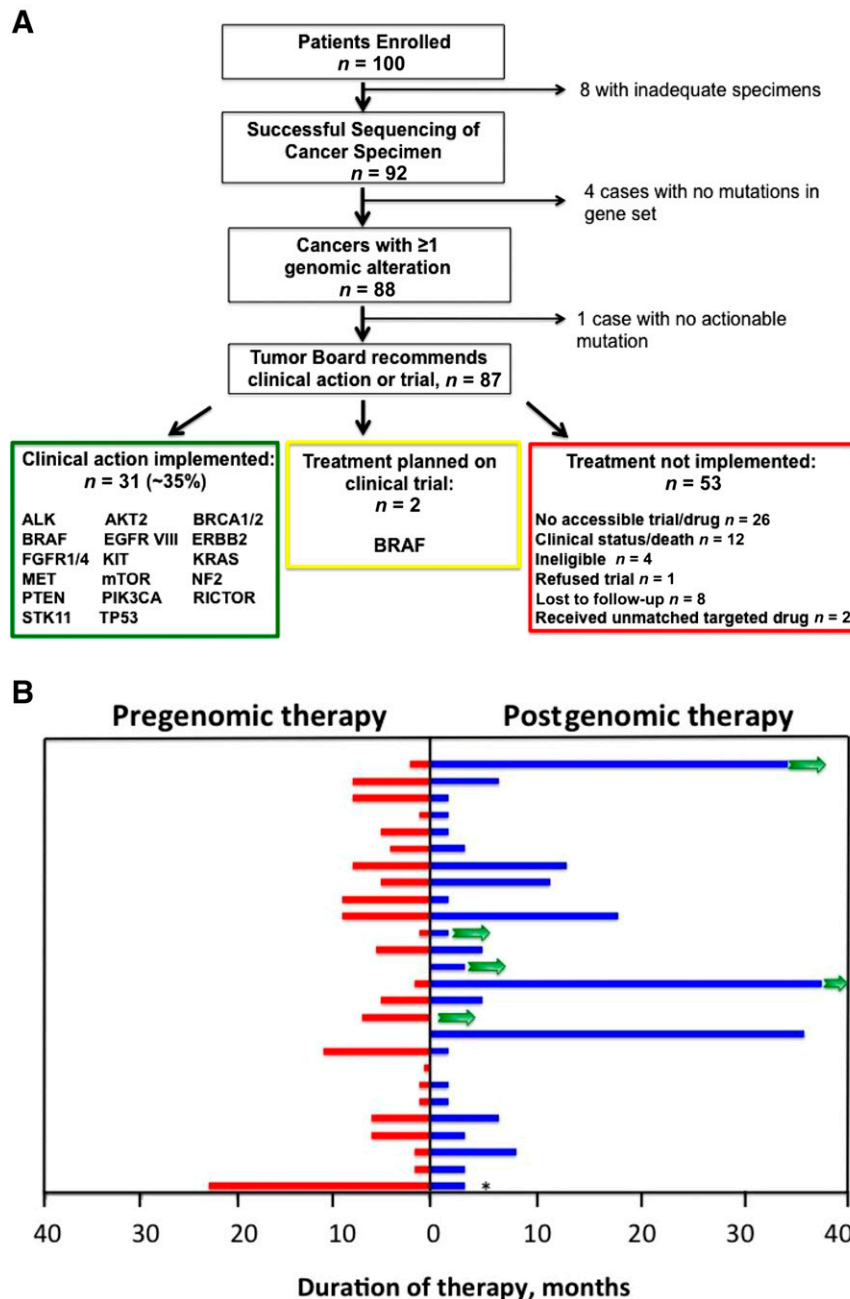 A
Patients Enrolled
n = 100
8 with inadequate specimens
Successful Sequencing of
Cancer Specimen
n = 92
4 cases with no mutations in
gene set
Cancers with ≥1
genomic alteration
n = 88
1 case with no actionable
mutation
Tumor Board recommends
clinical action or trial, n = 87
Clinical action implemented:
n = 31 (~35%)
ALK AKT2 BRCA1/2
BRAF EGFR VIII ERBB2
FGFR1/4 KIT KRAS
MET mTOR NF2
PTEN PIK3CA RICTOR
STK11 TP53
Treatment planned on
clinical trial:
n = 2
BRAF
Treatment not implemented:
n = 53
No accessible trial/drug n = 26
Clinical status/death n = 12
Ineligible n = 4
Refused trial n = 1
Lost to follow-up n = 8
Received unmatched targeted drug n = 2
B
Pregenomic therapy Postgenomic therapy
*
40 30 20 10 0 10 20 30 40
Duration of therapy, months